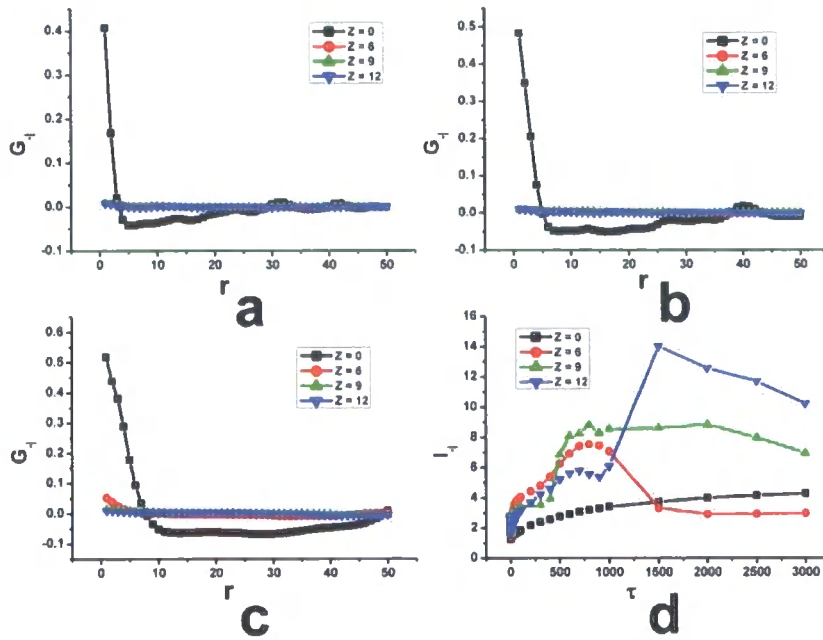 0.4
0.3
0.2
0.1
0.0
-0.1
G-I
0 10 20 30 40 50
r
Z = 0
Z = 6
Z = 9
Z = 12
a
0.5
0.4
0.3
0.2
0.1
0.0
-0.1
G-I
0 10 20 30 40 50
r
Z = 0
Z = 6
Z = 9
Z = 12
b
0.6
0.5
0.4
0.3
0.2
0.1
0.0
-0.1
G-I
0 10 20 30 40 50
r
Z = 0
Z = 6
Z = 9
Z = 12
c
16
14
12
10
8
6
4
2
0
I-I
0 500 1000 1500 2000 2500 3000
τ
Z = 0
Z = 6
Z = 9
Z = 12
d